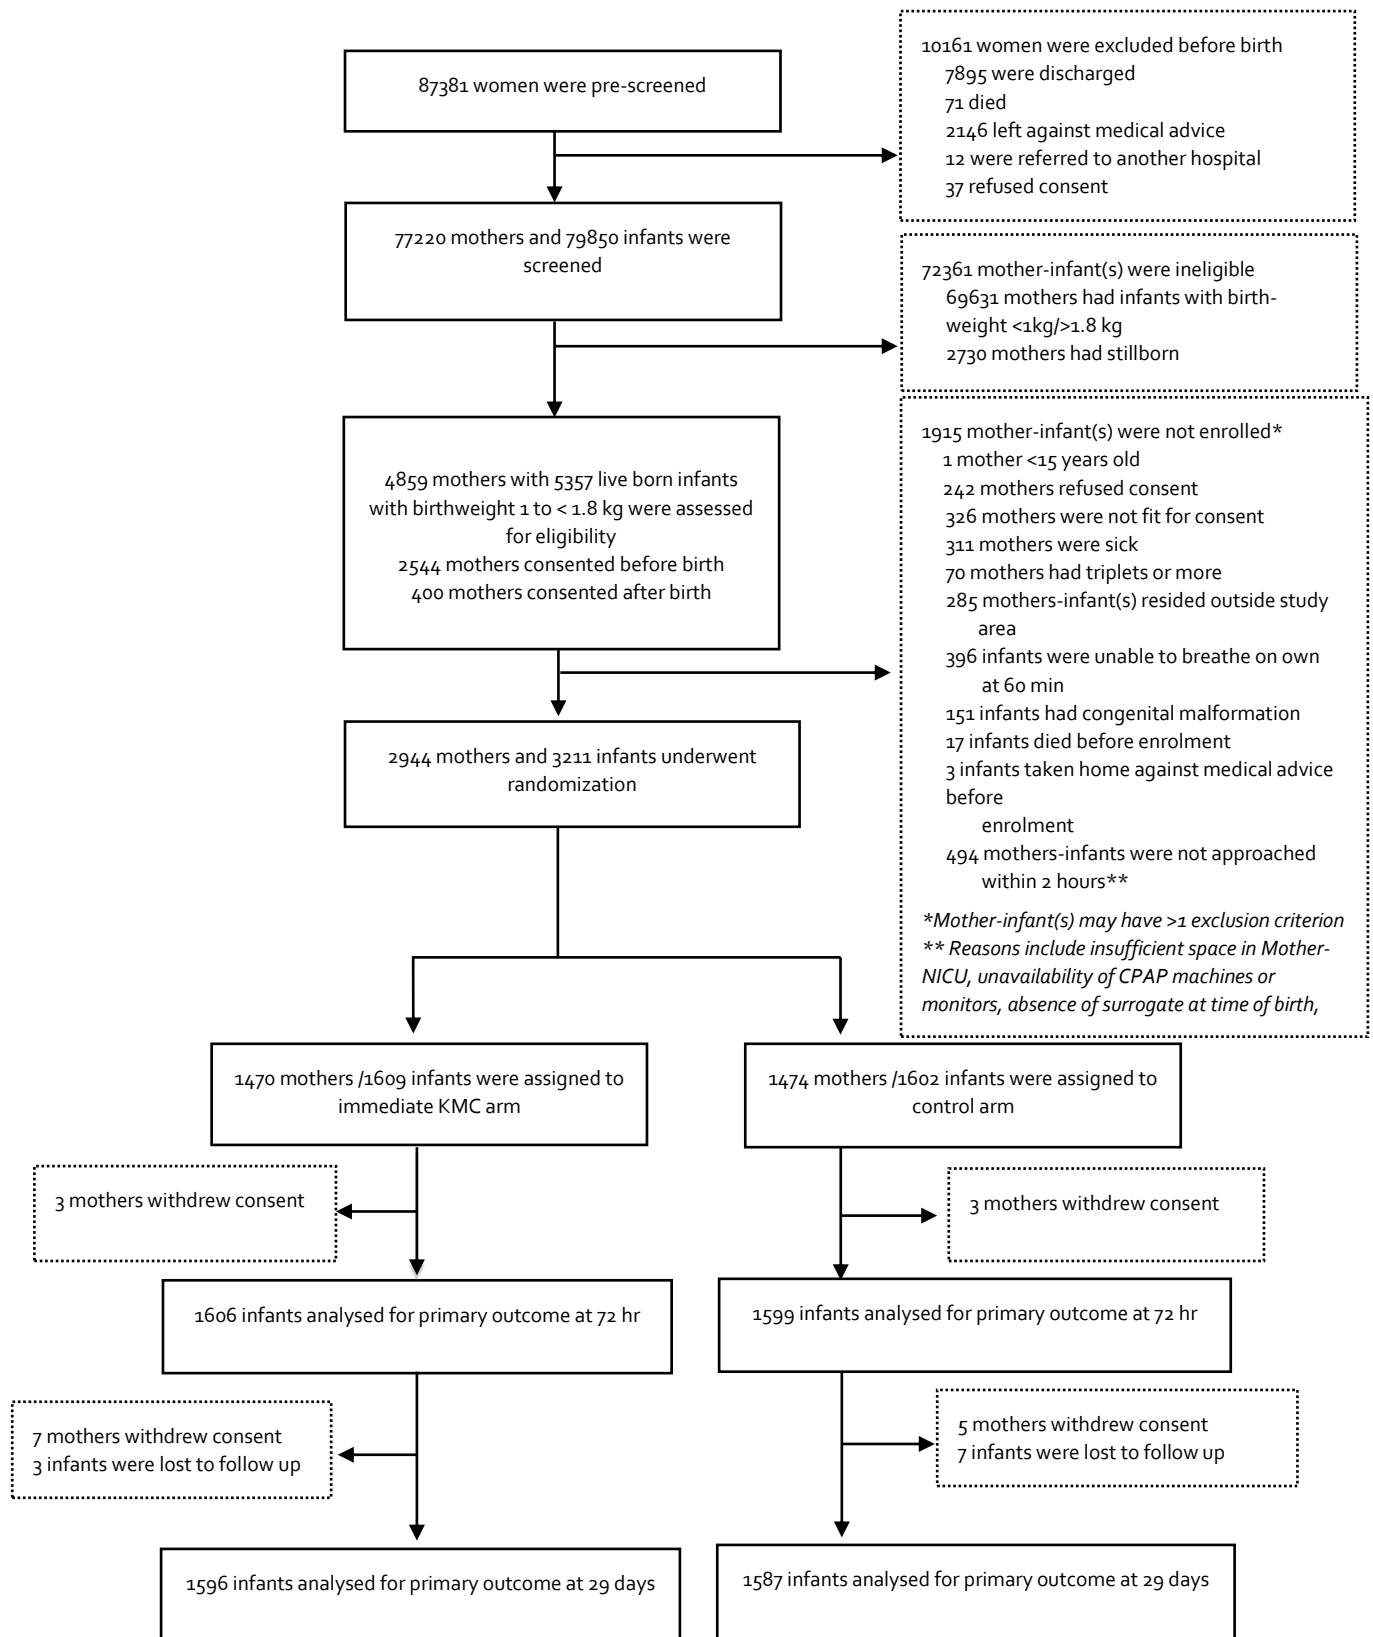 87381 women were pre-screened
10161 women were excluded before birth
7895 were discharged
71 died
2146 left against medical advice
12 were referred to another hospital
37 refused consent
77220 mothers and 79850 infants were
screened
72361 mother-infant(s) were ineligible
69631 mothers had infants with birth-
weight <1kg/>1.8 kg
2730 mothers had stillborn
4859 mothers with 5357 live born infants
with birthweight 1 to < 1.8 kg were assessed
for eligibility
2544 mothers consented before birth
400 mothers consented after birth
1915 mother-infant(s) were not enrolled*
1 mother <15 years old
242 mothers refused consent
326 mothers were not fit for consent
311 mothers were sick
70 mothers had triplets or more
285 mothers-infant(s) resided outside study
area
396 infants were unable to breathe on own
at 60 min
151 infants had congenital malformation
17 infants died before enrolment
3 infants taken home against medical advice
before
enrolment
494 mothers-infants were not approached
within 2 hours**
*Mother-infant(s) may have >1 exclusion criterion
** Reasons include insufficient space in Mother-
NICU, unavailability of CPAP machines or
monitors, absence of surrogate at time of birth,
2944 mothers and 3211 infants underwent
randomization
1470 mothers /1609 infants were assigned to
immediate KMC arm
1474 mothers /1602 infants were assigned to
control arm
3 mothers withdrew consent
3 mothers withdrew consent
1606 infants analysed for primary outcome at 72 hr
1599 infants analysed for primary outcome at 72 hr
7 mothers withdrew consent
3 infants were lost to follow up
5 mothers withdrew consent
7 infants were lost to follow up
1596 infants analysed for primary outcome at 29 days
1587 infants analysed for primary outcome at 29 days